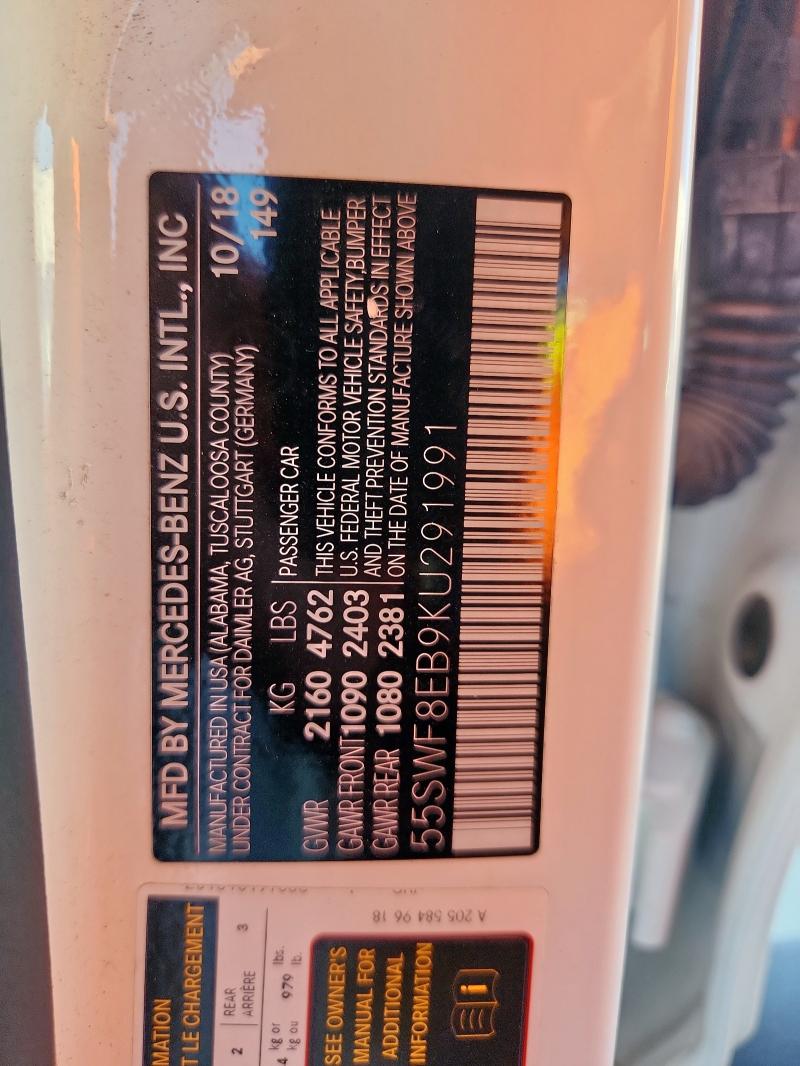 MFD BY MERCEDES-BENZ U.S. INTL., INC
MANUFACTURED IN USA (ALABAMA, TUSCALOOSA COUNTY) 10/18
UNDER CONTRACT FOR DAIMLER AG, STUTTGART (GERMANY) 149
KG LBS PASSENGER CAR
GVWR 2160 4762 THIS VEHICLE CONFORMS TO ALL APPLICABLE
GAWR FRONT 1090 2403 U.S. FEDERAL MOTOR VEHICLE SAFETY, BUMPER
GAWR REAR 1080 2381 AND THEFT PREVENTION STANDARDS IN EFFECT
ON THE DATE OF MANUFACTURE SHOWN ABOVE
55SWF8EB9KU291991
MATION
T LE CHARGEMENT
2 REAR 3
ARRIÈRE
4 kg or lbs.
kg ou 979 lb.
SEE OWNER'S
MANUAL FOR
ADDITIONAL
INFORMATION
i
A 205 584 96 18